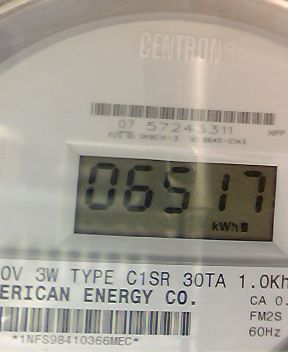 CENTRON®
07 57243311
HPP
06517
kWh
0V 3W TYPE C1SR 30TA 1.0Kh
ERICAN ENERGY CO.
CA 0.
FM2S
60Hz
*1NFS98410366MEC*